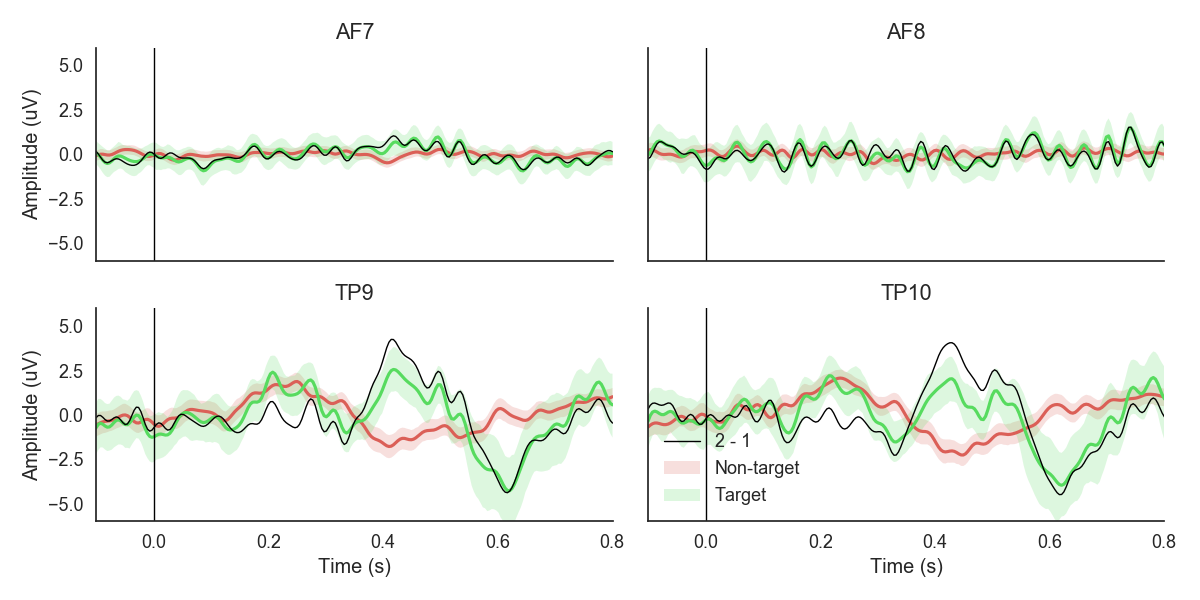 AF7
AF8
Amplitude (uV)
5.0
2.5
0.0
−2.5
−5.0
TP9
TP10
Amplitude (uV)
5.0
2.5
0.0
−2.5
−5.0
2 - 1
Non-target
Target
0.0 0.2 0.4 0.6 0.8
0.0 0.2 0.4 0.6 0.8
Time (s)
Time (s)